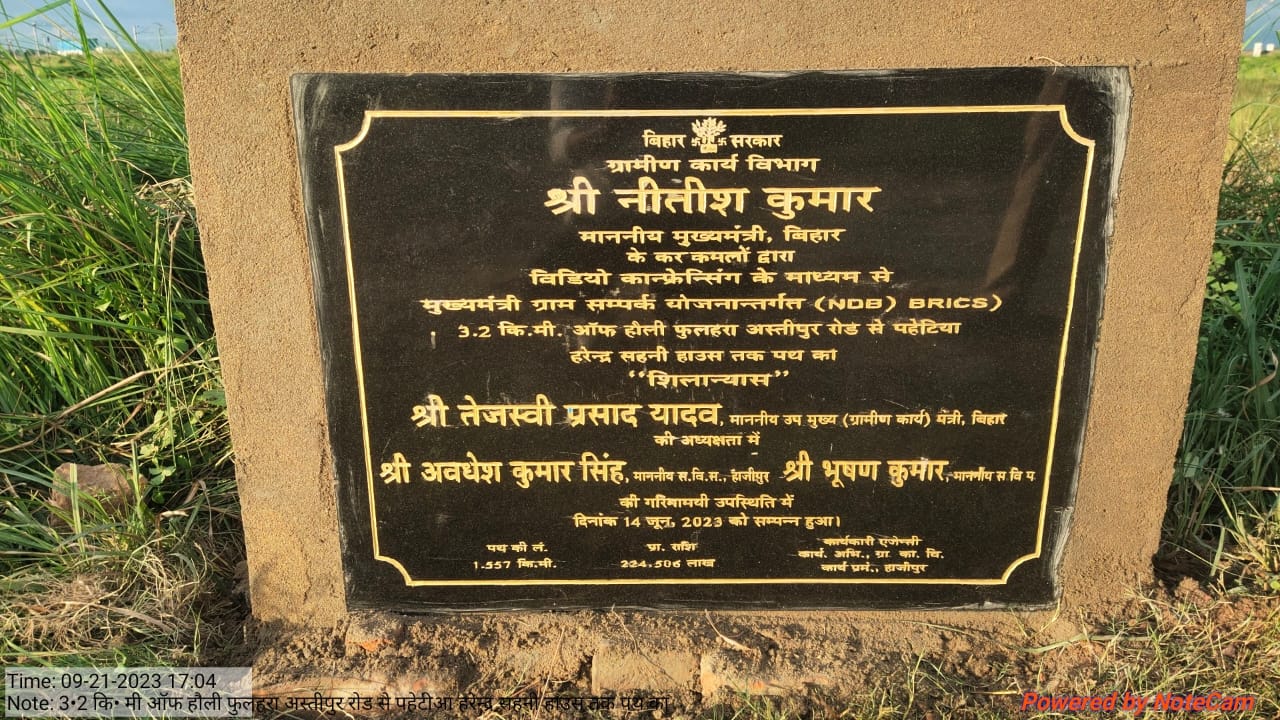 बिहार सरकार
ग्रामीण कार्य विभाग
श्री नीतीश कुमार
माननीय मुख्यमंत्री, बिहार
के कर कमलों द्वारा
विडियो कान्फ्रेन्सिंग के माध्यम से
मुख्यमंत्री ग्राम सम्पर्क योजनान्तर्गत (NDB) BRICS)
3.2 कि.मी. ऑफ हौली फुलहरा अस्तीपुर रोड से पहेटिया
हरेन्द्र सहनी हाउस तक पथ का
“शिलान्यास”
श्री तेजस्वी प्रसाद यादव, माननीय उप मुख्य (ग्रामीण कार्य) मंत्री, बिहार
की अध्यक्षता में
श्री अवधेश कुमार सिंह, माननीय स.वि.स., हाजीपुर श्री भूषण कुमार, माननीय स वि प
की गरिमामयी उपस्थिति में
दिनांक 14 जून, 2023 को सम्पन्न हुआ।
पथ की लं. प्रा. राशि कार्यकारी एजेन्सी
1.557 कि.मी. 224.506 लाख कार्य. अभि., ग्रा. का. वि.
कार्य प्रमं., हाजीपुर
Time: 09-21-2023 17:04
Note: 3•2 कि• मी ऑफ हौली फुलहरा अस्तीपुर रोड से पहेटीआ हरेन्द्र सहनी हाउस तक पथ का
Powered by NoteCam